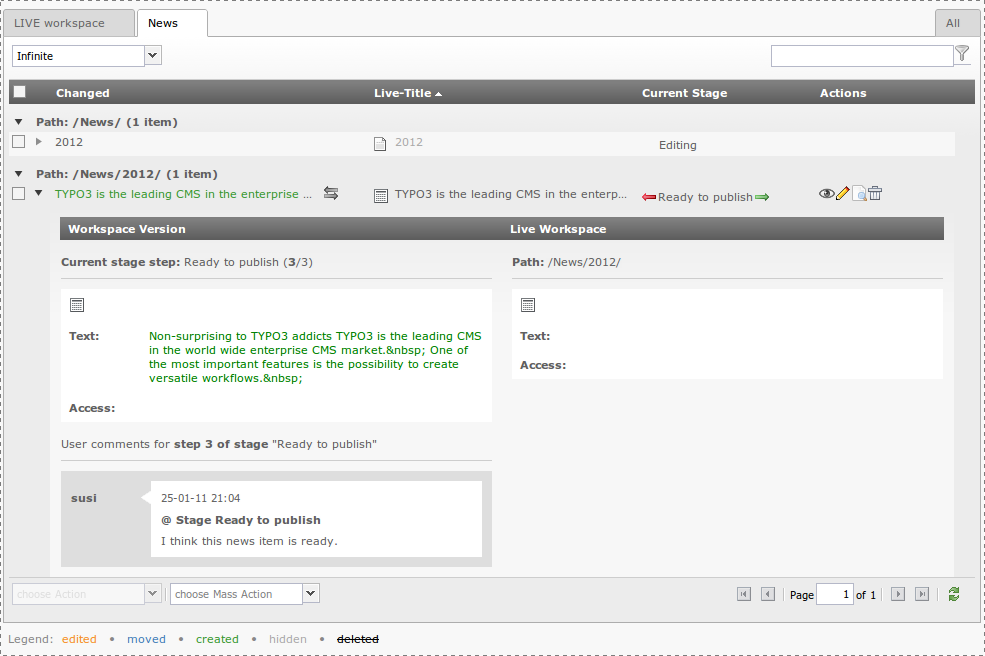 LIVE workspace News All
Infinite
Changed Live-Title Current Stage Actions
Path: /News/ (1 item)
2012 2012 Editing
Path: /News/2012/ (1 item)
TYPO3 is the leading CMS in the enterprise ... TYPO3 is the leading CMS in the enterp... Ready to publish
Workspace Version Live Workspace
Current stage step: Ready to publish (3/3) Path: /News/2012/
Text: Non-surprising to TYPO3 addicts TYPO3 is the leading CMS Text:
in the world wide enterprise CMS market.&nbsp; One of
the most important features is the possibility to create Access:
versatile workflows.&nbsp;
Access:
User comments for step 3 of stage "Ready to publish"
susi 25-01-11 21:04
@ Stage Ready to publish
I think this news item is ready.
choose Action choose Mass Action Page 1 of 1
Legend: edited • moved • created • hidden • deleted